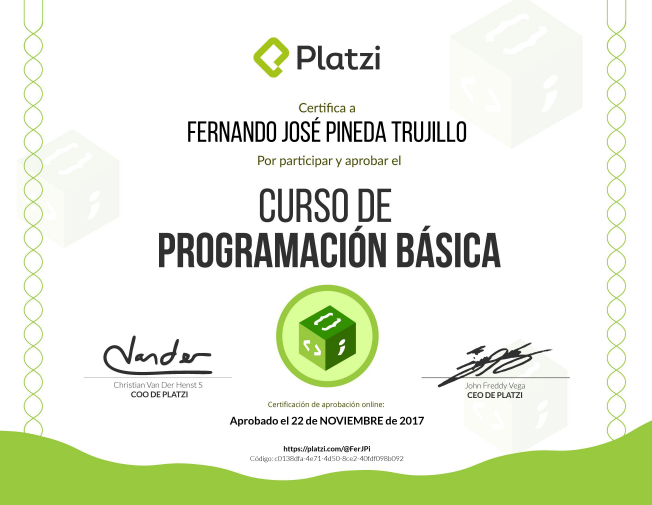 Platzi
Certifica a
FERNANDO JOSÉ PINEDA TRUJILLO
Por participar y aprobar el
CURSO DE
PROGRAMACIÓN BÁSICA
Vander
Christian Van Der Henst S
COO DE PLATZI
John Freddy Vega
CEO DE PLATZI
Certificación de aprobación online:
Aprobado el 22 de NOVIEMBRE de 2017
https://platzi.com/@FerJPi
Código: c0138dfa-4e71-4d50-8ce2-40fdf098b092